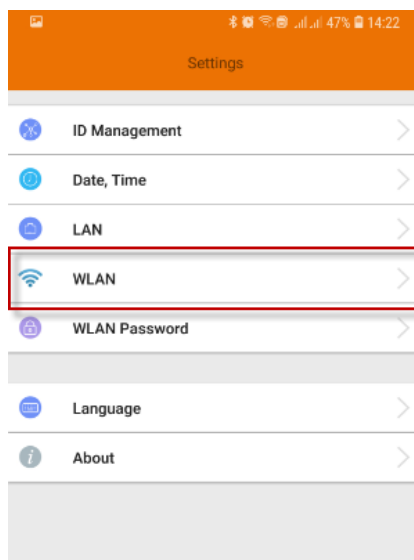 47% 14:22
Settings
ID Management
Date, Time
LAN
WLAN
WLAN Password
Language
About